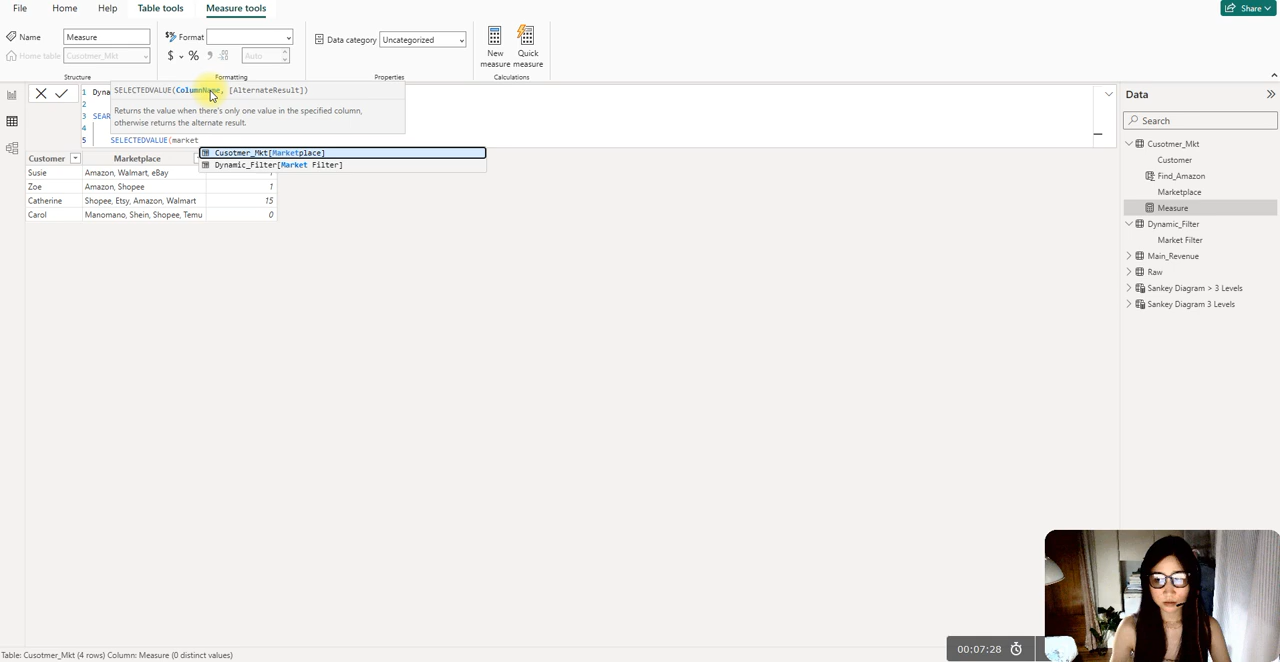 File Home Help Table tools Measure tools Share
Name Measure
Home table Cusotmer_Mkt
Structure
$% Format
$ % 9 Auto
Formatting
Data category Uncategorized
Properties
New measure Quick measure
Calculations
SELECTEDVALUE(ColumnName, [AlternateResult])
Returns the value when there's only one value in the specified column,
otherwise returns the alternate result.
1 Dyna
2
3 SEAR
4
5 SELECTEDVALUE(market
Cusotmer_Mkt[Marketplace]
Dynamic_Filter[Market Filter]
Customer Marketplace
Susie Amazon, Walmart, eBay
Zoe Amazon, Shopee 1
Catherine Shopee, Etsy, Amazon, Walmart 15
Carol Manomano, Shein, Shopee, Temu 0
Data
Search
Cusotmer_Mkt
Customer
Find_Amazon
Marketplace
Measure
Dynamic_Filter
Market Filter
Main_Revenue
Raw
Sankey Diagram > 3 Levels
Sankey Diagram 3 Levels
00:07:28
Table: Cusotmer_Mkt (4 rows) Column: Measure (0 distinct values)